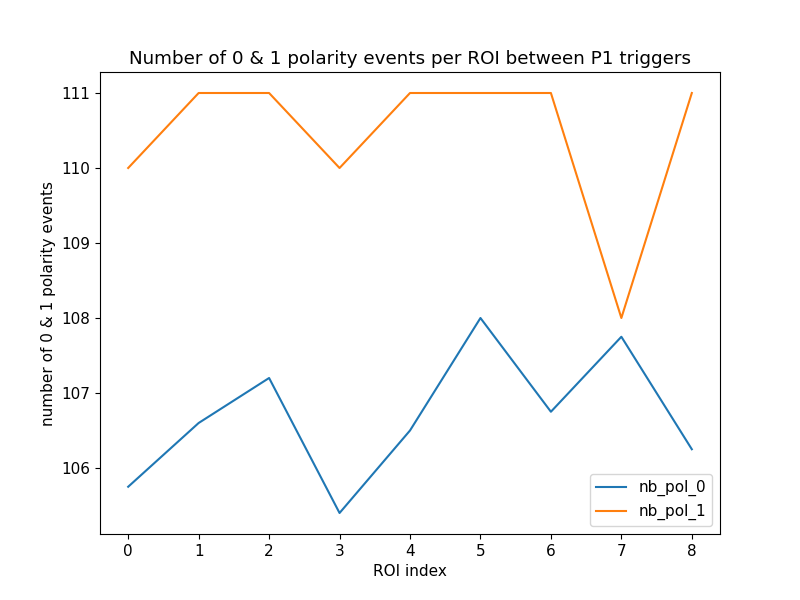 Number of 0 & 1 polarity events per ROI between P1 triggers
number of 0 & 1 polarity events
111
110
109
108
107
106
0 1 2 3 4 5 6 7 8
ROI index
nb_pol_0
nb_pol_1